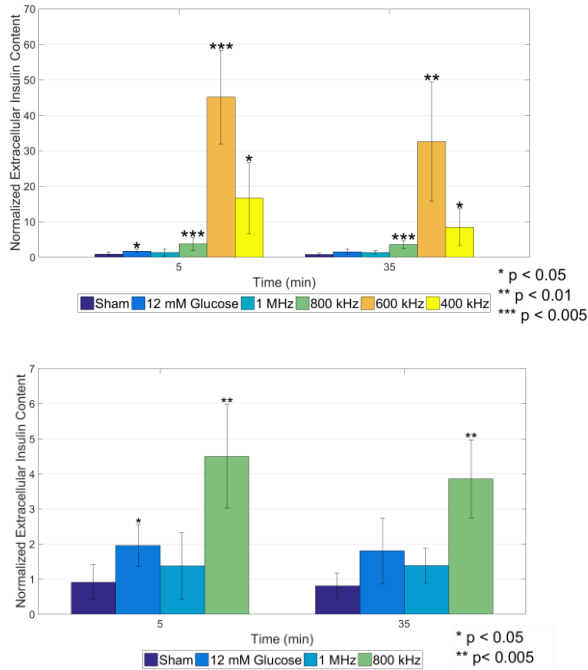 Normalized Extracellular Insulin Content
70
60
50
40
30
20
10
0
***
**
*
*
*
***
***
5
35
Time (min)
Sham 12 mM Glucose 1 MHz 800 kHz 600 kHz 400 kHz
* p < 0.05
** p < 0.01
*** p < 0.005
Normalized Extracellular Insulin Content
7
6
5
4
3
2
1
0
**
**
*
5
35
Time (min)
Sham 12 mM Glucose 1 MHz 800 kHz
* p < 0.05
** p< 0.005